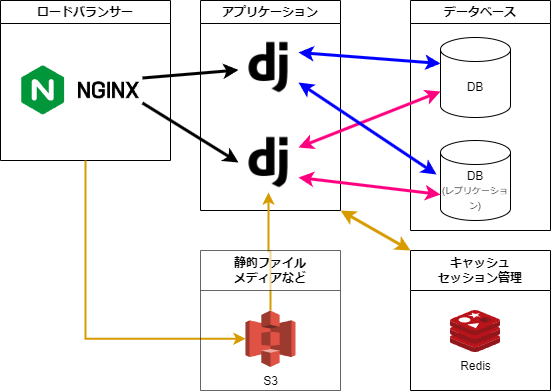 ロードバランサー
アプリケーション
データベース
NGINX
dj
dj
DB
DB
(レプリケーショ
ン)
静的ファイル
メディアなど
S3
キャッシュ
セッション管理
Redis